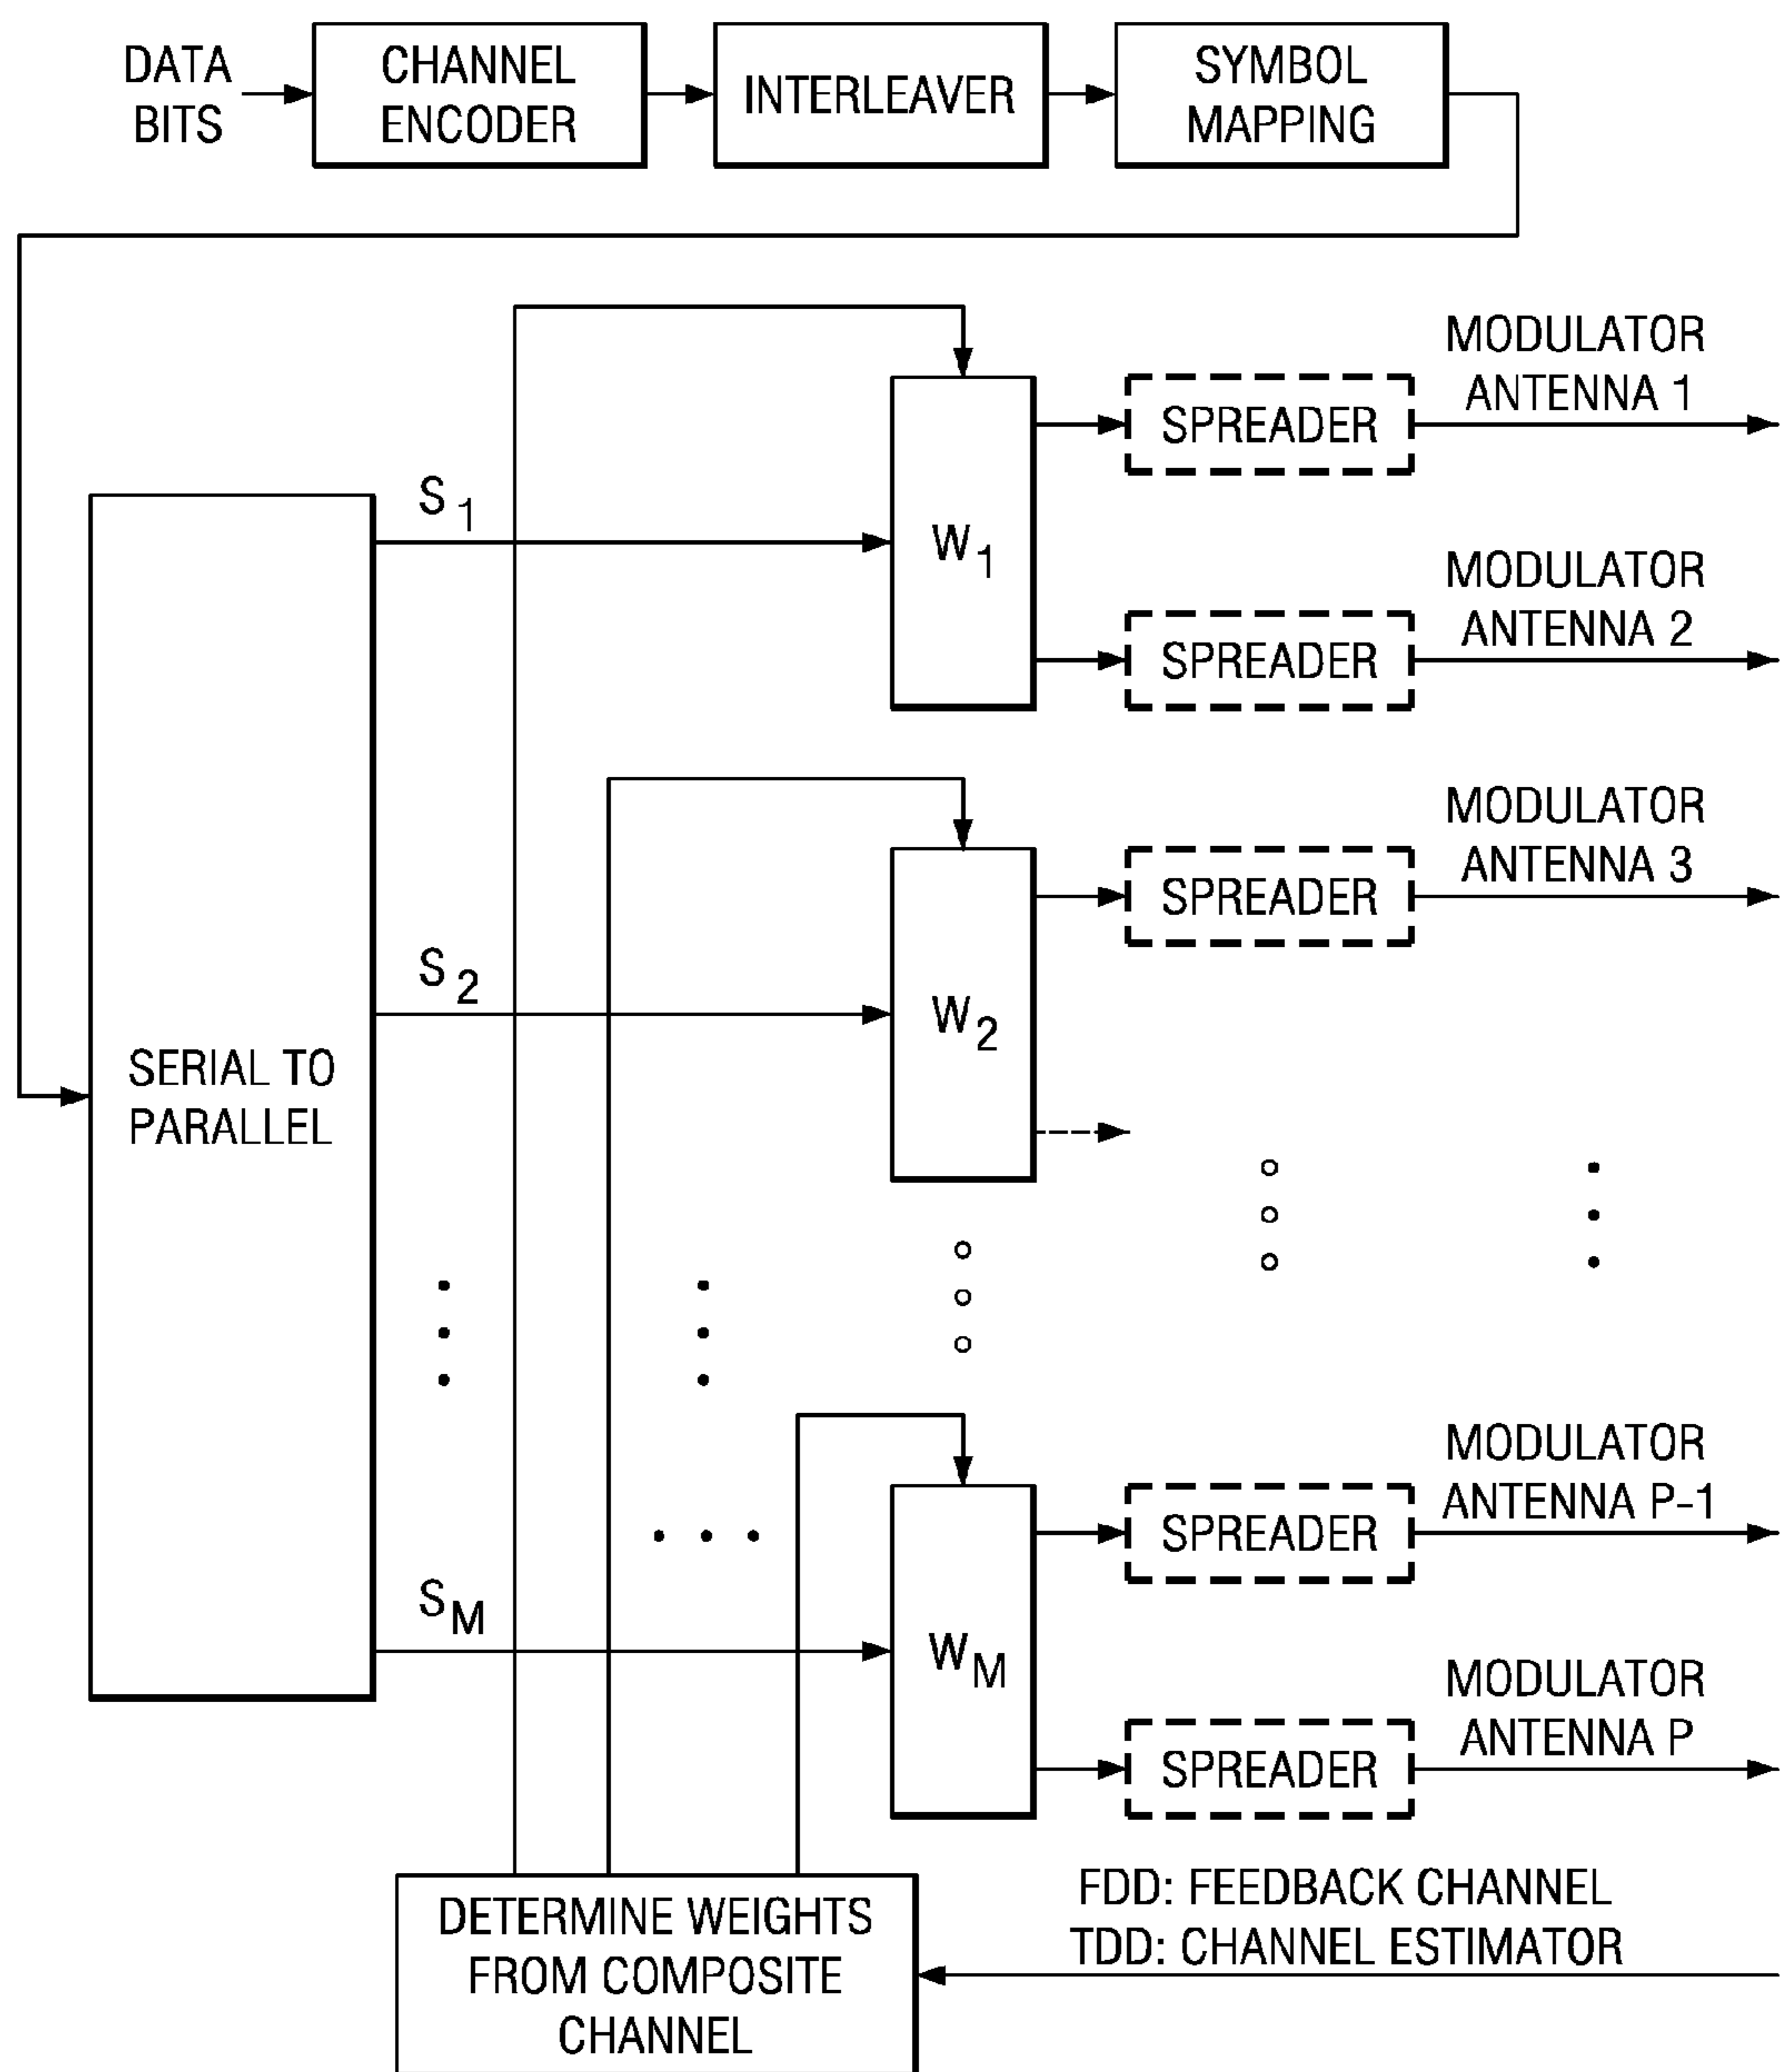 DATA
BITS
CHANNEL
ENCODER
INTERLEAVER
SYMBOL
MAPPING
MODULATOR
ANTENNA 1
SPREADER
S1
W1
MODULATOR
ANTENNA 2
SPREADER
MODULATOR
ANTENNA 3
SPREADER
S2
W2
SERIAL TO
PARALLEL
MODULATOR
ANTENNA P-1
SPREADER
SM
WM
MODULATOR
ANTENNA P
SPREADER
DETERMINE WEIGHTS
FROM COMPOSITE
CHANNEL
FDD: FEEDBACK CHANNEL
TDD: CHANNEL ESTIMATOR